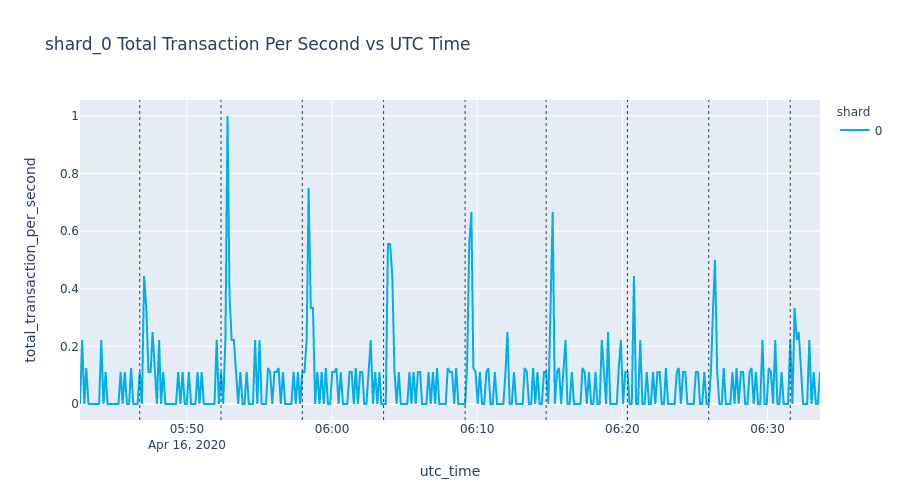 shard_0 Total Transaction Per Second vs UTC Time
shard
0
total_transaction_per_second
1
0.8
0.6
0.4
0.2
0
05:50
06:00
06:10
06:20
06:30
Apr 16, 2020
utc_time